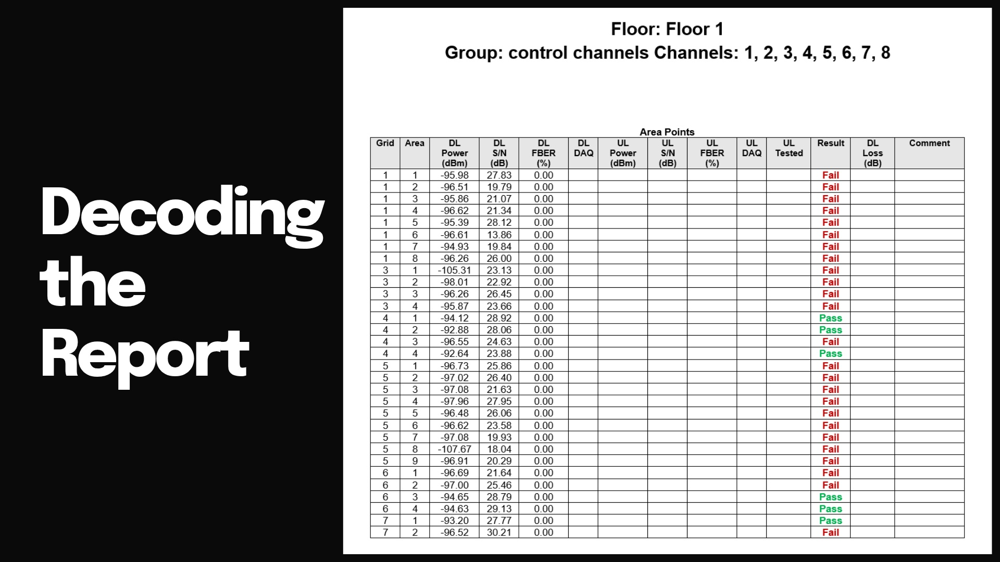 Decoding
the
Report
Floor: Floor 1
Group: control channels Channels: 1, 2, 3, 4, 5, 6, 7, 8
Area Points
Grid Area DL Power (dBm) DL S/N (dB) DL FBER (%) DL DAQ UL Power (dBm) UL S/N (dB) UL FBER (%) UL DAQ UL Tested Result DL Loss (dB) Comment
1 1 -95.98 27.83 0.00 Fail
1 2 -96.51 19.79 0.00 Fail
1 3 -95.86 21.07 0.00 Fail
1 4 -96.62 21.34 0.00 Fail
1 5 -95.39 28.12 0.00 Fail
1 6 -96.61 13.86 0.00 Fail
1 7 -94.93 19.84 0.00 Fail
1 8 -96.26 26.00 0.00 Fail
3 1 -105.31 23.13 0.00 Fail
3 2 -98.01 22.92 0.00 Fail
3 3 -96.26 26.45 0.00 Fail
3 4 -95.87 23.66 0.00 Fail
4 1 -94.12 28.92 0.00 Pass
4 2 -92.88 28.06 0.00 Pass
4 3 -96.55 24.63 0.00 Fail
4 4 -92.64 23.88 0.00 Pass
5 1 -96.73 25.86 0.00 Fail
5 2 -97.02 26.40 0.00 Fail
5 3 -97.08 21.63 0.00 Fail
5 4 -97.96 27.95 0.00 Fail
5 5 -96.48 26.06 0.00 Fail
5 6 -96.62 23.58 0.00 Fail
5 7 -97.08 19.93 0.00 Fail
5 8 -107.67 18.04 0.00 Fail
5 9 -96.91 20.29 0.00 Fail
6 1 -96.69 21.64 0.00 Fail
6 2 -97.00 25.46 0.00 Fail
6 3 -94.65 28.79 0.00 Pass
6 4 -94.63 29.13 0.00 Pass
7 1 -93.20 27.77 0.00 Pass
7 2 -96.52 30.21 0.00 Fail